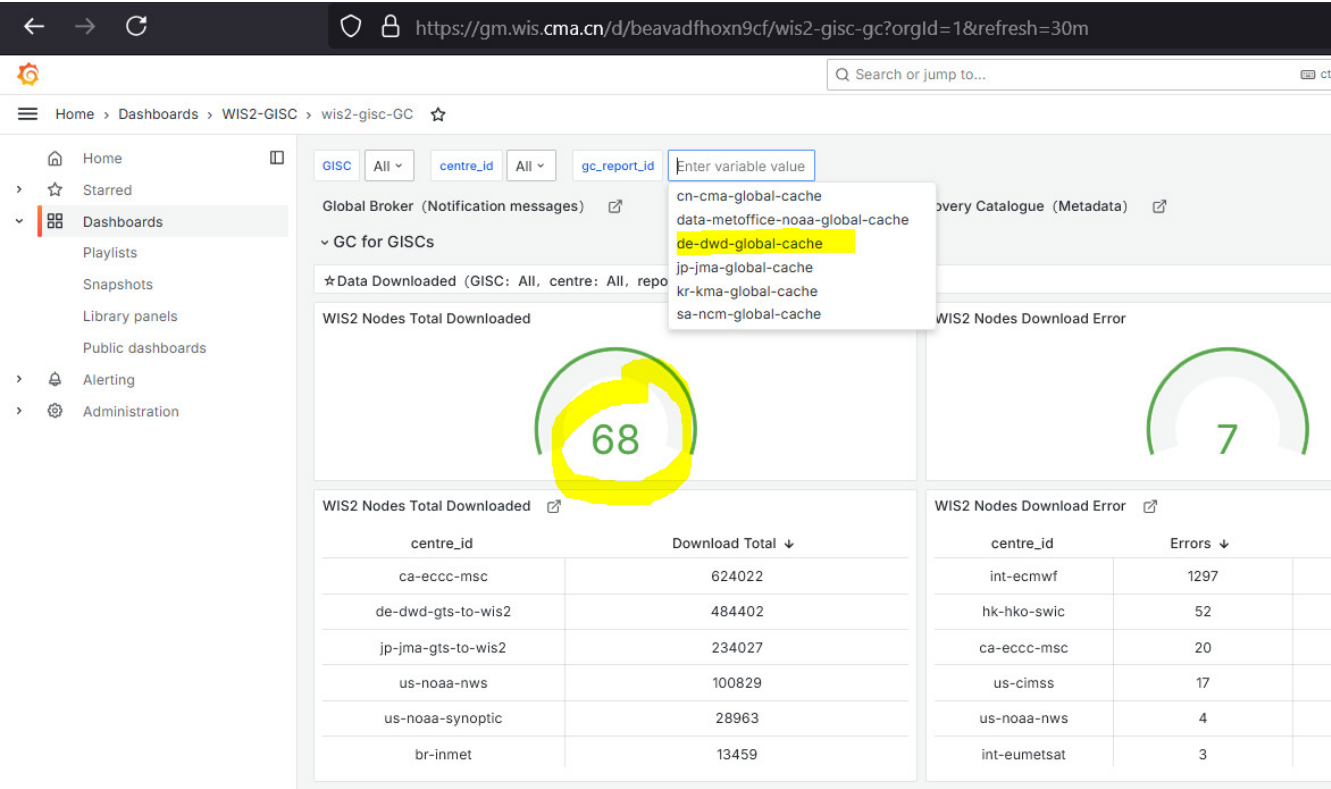 https://gm.wis.cma.cn/d/beavadfhoxn9cf/wis2-gisc-gc?orgId=1&refresh=30m
Search or jump to...
Home › Dashboards › WIS2-GISC › wis2-gisc-GC
Home
Starred
Dashboards
Playlists
Snapshots
Library panels
Public dashboards
Alerting
Administration
GISC All centre_id All gc_report_id Enter variable value
cn-cma-global-cache
data-metoffice-noaa-global-cache
de-dwd-global-cache
jp-jma-global-cache
kr-kma-global-cache
sa-ncm-global-cache
Global Broker (Notification messages) Catalogue (Metadata)
GC for GISCs
☆Data Downloaded (GISC: All, centre: All,
WIS2 Nodes Total Downloaded
68
WIS2 Nodes Download Error
7
WIS2 Nodes Total Downloaded
centre_id Download Total ↓
ca-eccc-msc 624022
de-dwd-gts-to-wis2 484402
jp-jma-gts-to-wis2 234027
us-noaa-nws 100829
us-noaa-synoptic 28963
br-inmet 13459
WIS2 Nodes Download Error
centre_id Errors ↓
int-ecmwf 1297
hk-hko-swic 52
ca-eccc-msc 20
us-cimss 17
us-noaa-nws 4
int-eumetsat 3